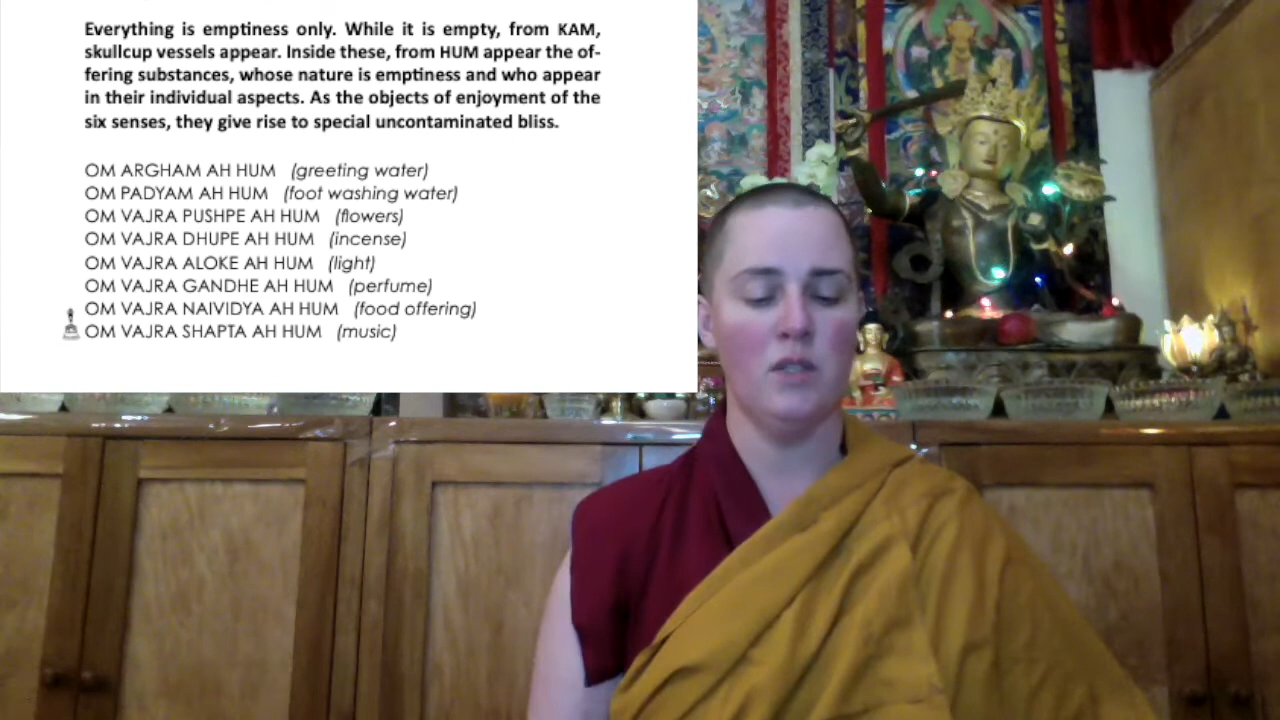 Everything is emptiness only. While it is empty, from KAM,
skullcup vessels appear. Inside these, from HUM appear the of-
fering substances, whose nature is emptiness and who appear
in their individual aspects. As the objects of enjoyment of the
six senses, they give rise to special uncontaminated bliss.
OM ARGHAM AH HUM (greeting water)
OM PADYAM AH HUM (foot washing water)
OM VAJRA PUSHPE AH HUM (flowers)
OM VAJRA DHUPE AH HUM (incense)
OM VAJRA ALOKE AH HUM (light)
OM VAJRA GANDHE AH HUM (perfume)
OM VAJRA NAIVIDYA AH HUM (food offering)
OM VAJRA SHAPTA AH HUM (music)